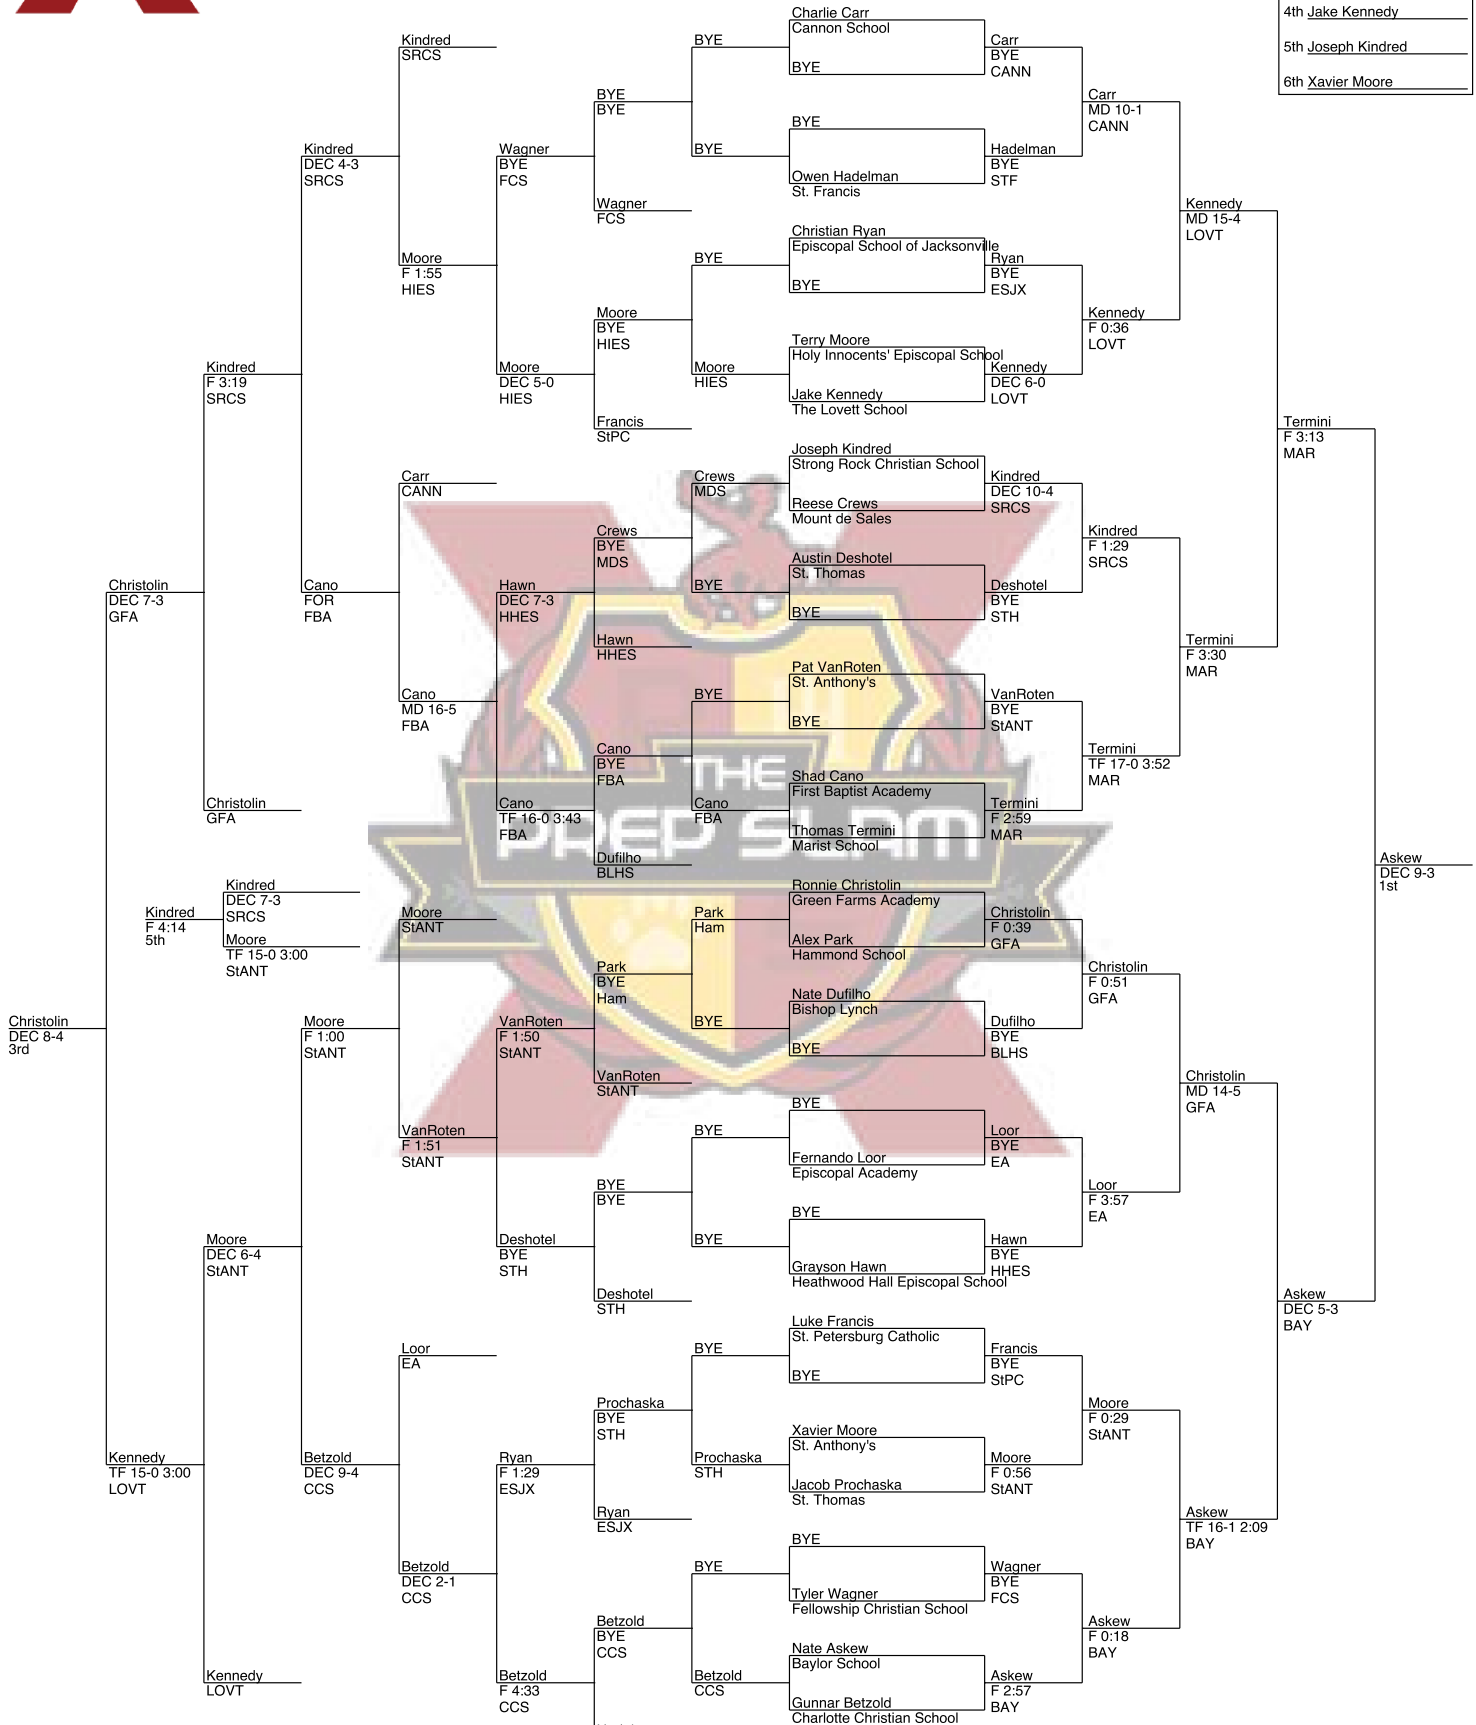 4th Jake Kennedy
5th Joseph Kindred
6th Xavier Moore
Charlie Carr
Cannon School
BYE
BYE
BYE
Owen Hadelman
St. Francis
Christian Ryan
Episcopal School of Jacksonville
BYE
Terry Moore
Holy Innocents' Episcopal School
Jake Kennedy
The Lovett School
Joseph Kindred
Strong Rock Christian School
Reese Crews
Mount de Sales
Austin Deshotel
St. Thomas
BYE
Pat VanRoten
St. Anthony's
BYE
Shad Cano
First Baptist Academy
Thomas Termini
Marist School
Ronnie Christolin
Green Farms Academy
Alex Park
Hammond School
Nate Dufilho
Bishop Lynch
BYE
BYE
Fernando Loor
Episcopal Academy
BYE
Grayson Hawn
Heathwood Hall Episcopal School
Luke Francis
St. Petersburg Catholic
BYE
Xavier Moore
St. Anthony's
Jacob Prochaska
St. Thomas
BYE
Tyler Wagner
Fellowship Christian School
Nate Askew
Baylor School
Gunnar Betzold
Charlotte Christian School
Carr
BYE
CANN
Hadelman
BYE
STF
Ryan
BYE
ESJX
Kennedy
DEC 6-0
LOVT
Kindred
DEC 10-4
SRCS
Deshotel
BYE
STH
VanRoten
BYE
StANT
Termini
F 2:59
MAR
Christolin
F 0:39
GFA
Dufilho
BYE
BLHS
Loor
BYE
EA
Hawn
BYE
HHES
Francis
BYE
StPC
Moore
F 0:56
StANT
Wagner
BYE
FCS
Askew
F 2:57
BAY
Carr
MD 10-1
CANN
Kennedy
F 0:36
LOVT
Kindred
F 1:29
SRCS
Termini
TF 17-0 3:52
MAR
Christolin
F 0:51
GFA
Loor
F 3:57
EA
Moore
F 0:29
StANT
Askew
F 0:18
BAY
Kennedy
MD 15-4
LOVT
Termini
F 3:30
MAR
Christolin
MD 14-5
GFA
Askew
TF 16-1 2:09
BAY
Termini
F 3:13
MAR
Askew
DEC 5-3
BAY
Askew
DEC 9-3
1st
BYE
BYE
BYE
Moore
HIES
Crews
MDS
BYE
BYE
Cano
FBA
Park
Ham
BYE
BYE
BYE
BYE
Prochaska
STH
BYE
Betzold
CCS
BYE
BYE
Wagner
FCS
Moore
BYE
HIES
Francis
StPC
Crews
BYE
MDS
Hawn
HHES
Cano
BYE
FBA
Dufilho
BLHS
Park
BYE
Ham
VanRoten
StANT
BYE
BYE
Deshotel
STH
Prochaska
BYE
STH
Ryan
ESJX
Betzold
BYE
CCS
Wagner
BYE
FCS
Moore
DEC 5-0
HIES
Hawn
DEC 7-3
HHES
Cano
TF 16-0 3:43
FBA
VanRoten
F 1:50
StANT
Deshotel
BYE
STH
Ryan
F 1:29
ESJX
Betzold
F 4:33
CCS
Kindred
SRCS
Moore
F 1:55
HIES
Carr
CANN
Cano
MD 16-5
FBA
Moore
StANT
VanRoten
F 1:51
StANT
Loor
EA
Betzold
DEC 2-1
CCS
Kindred
DEC 4-3
SRCS
Cano
FOR
FBA
Moore
F 1:00
StANT
Betzold
DEC 9-4
CCS
Kindred
F 3:19
SRCS
Christolin
GFA
Moore
DEC 6-4
StANT
Kennedy
LOVT
Christolin
DEC 7-3
GFA
Kennedy
TF 15-0 3:00
LOVT
Christolin
DEC 8-4
3rd
Kindred
DEC 7-3
SRCS
Moore
TF 15-0 3:00
StANT
Kindred
F 4:14
5th
THE
PREP SLAM